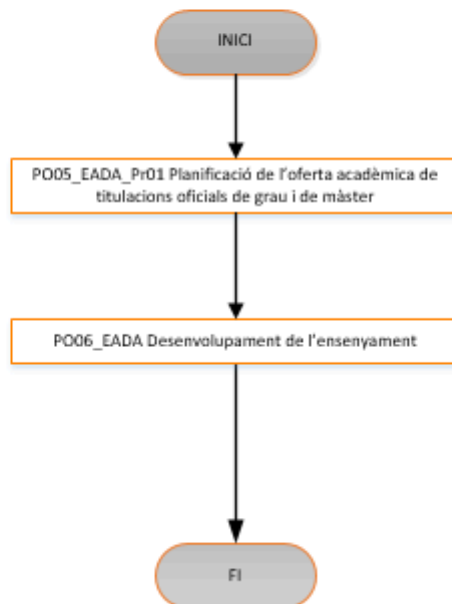 INICI
PO05_EADA_Pr01 Planificació de l'oferta acadèmica de
titulacions oficials de grau i de màster
PO06_EADA Desenvolupament de l'ensenyament
FI